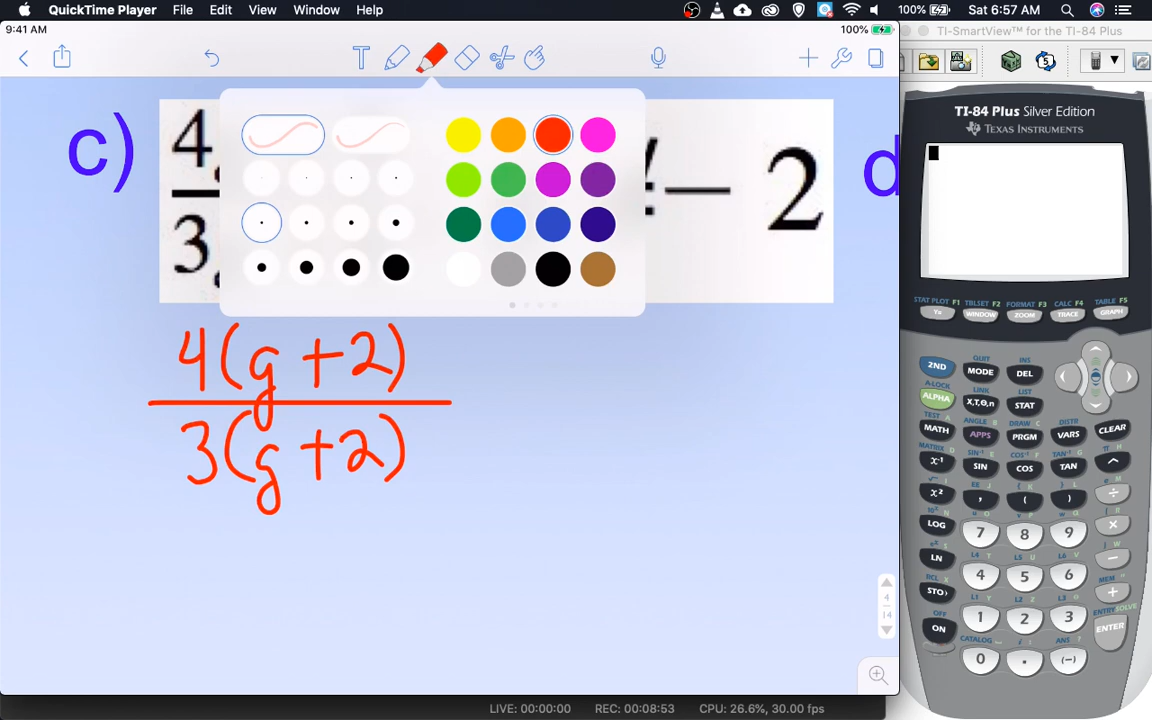 QuickTime Player File Edit View Window Help 100% Sat 6:57 AM
9:41 AM 100%
TI-SmartView™ for the TI-84 Plus
T
c) 4 3 – 2 d
4(g+2)
3(g+2)
4
14
TI-84 Plus Silver Edition
TEXAS INSTRUMENTS
STAT PLOT F1 TBLSET F2 FORMAT F3 CALC F4 TABLE F5
Y= WINDOW ZOOM TRACE GRAPH
QUIT INS
2ND MODE DEL
A-LOCK LINK LIST
ALPHA X,T,Θ,n STAT
TEST A ANGLE B DRAW C DISTR
MATH APPS PRGM VARS CLEAR
MATRIX D SIN⁻¹ E COS⁻¹ F TAN⁻¹ G π H
x⁻¹ SIN COS TAN ^
√ I EE J { K } L e M
x² , ( ) ÷
10ˣ N u O v P w Q [ R
LOG 7 8 9 ×
eˣ S L4 T L5 U L6 V ] W
LN 4 5 6 −
RCL X L1 Y L2 Z L3 θ MEM "
STO› 1 2 3 +
OFF CATALOG i : ANS ? ENTRY SOLVE
ON 0 . (−) ENTER
LIVE: 00:00:00 REC: 00:08:53 CPU: 26.6%, 30.00 fps